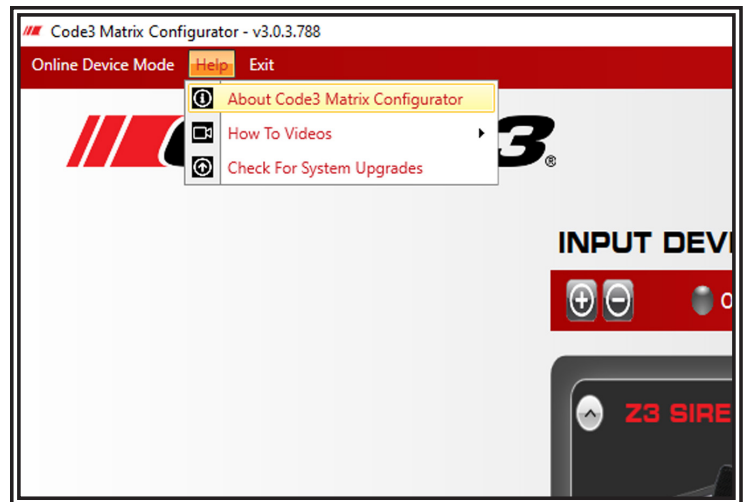 Code3 Matrix Configurator - v3.0.3.788
Online Device Mode Help Exit
About Code3 Matrix Configurator
How To Videos
Check For System Upgrades
3®
INPUT DEVI
Z3 SIRE